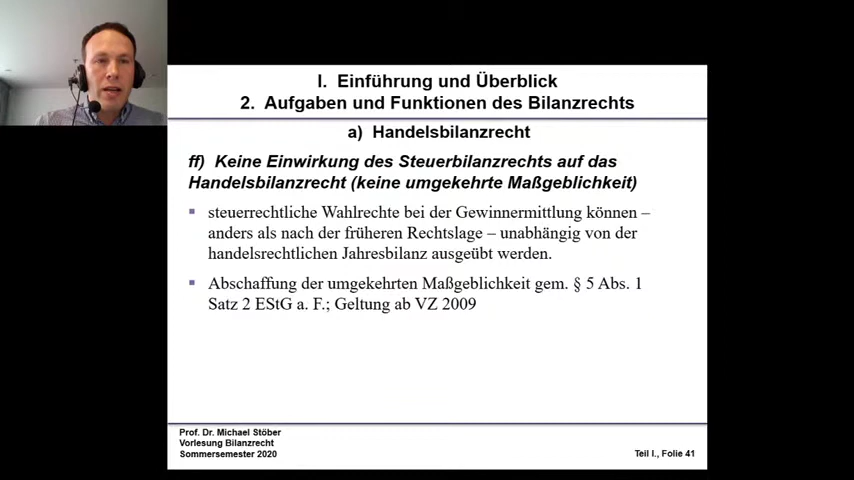 I. Einführung und Überblick
2. Aufgaben und Funktionen des Bilanzrechts
a) Handelsbilanzrecht
ff) Keine Einwirkung des Steuerbilanzrechts auf das
Handelsbilanzrecht (keine umgekehrte Maßgeblichkeit)
▪ steuerrechtliche Wahlrechte bei der Gewinnermittlung können –
anders als nach der früheren Rechtslage – unabhängig von der
handelsrechtlichen Jahresbilanz ausgeübt werden.
▪ Abschaffung der umgekehrten Maßgeblichkeit gem. § 5 Abs. 1
Satz 2 EStG a. F.; Geltung ab VZ 2009
Prof. Dr. Michael Stöber
Vorlesung Bilanzrecht
Sommersemester 2020
Teil I., Folie 41